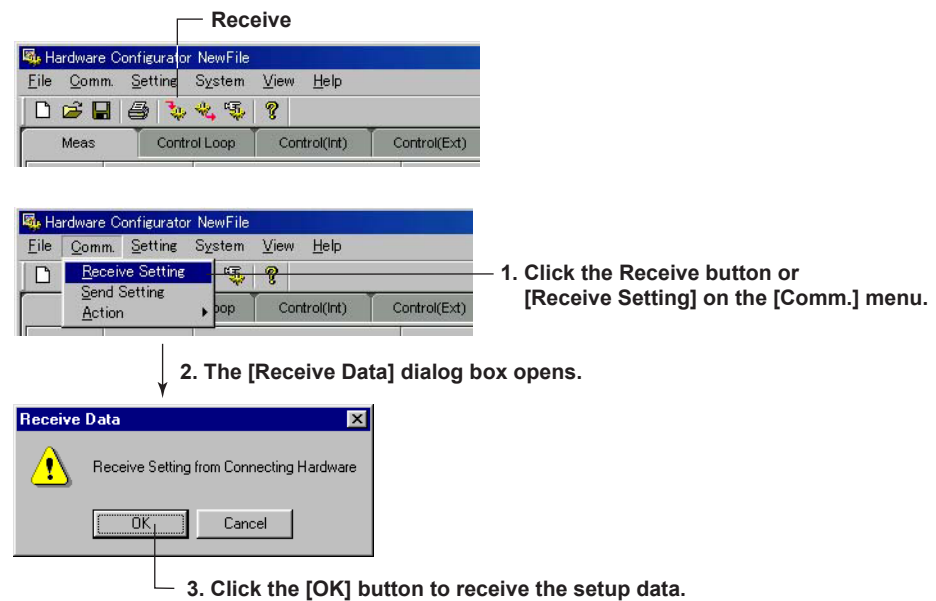 Receive
Hardware Configurator NewFile
File Comm. Setting System View Help
Meas Control Loop Control(Int) Control(Ext)
Hardware Configurator NewFile
File Comm. Setting System View Help
Receive Setting
Send Setting
Action
oop Control(Int) Control(Ext)
1. Click the Receive button or
[Receive Setting] on the [Comm.] menu.
2. The [Receive Data] dialog box opens.
Receive Data
Receive Setting from Connecting Hardware
OK Cancel
3. Click the [OK] button to receive the setup data.